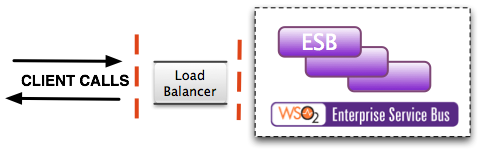 CLIENT CALLS
Load
Balancer
ESB
WSO2 Enterprise Service Bus